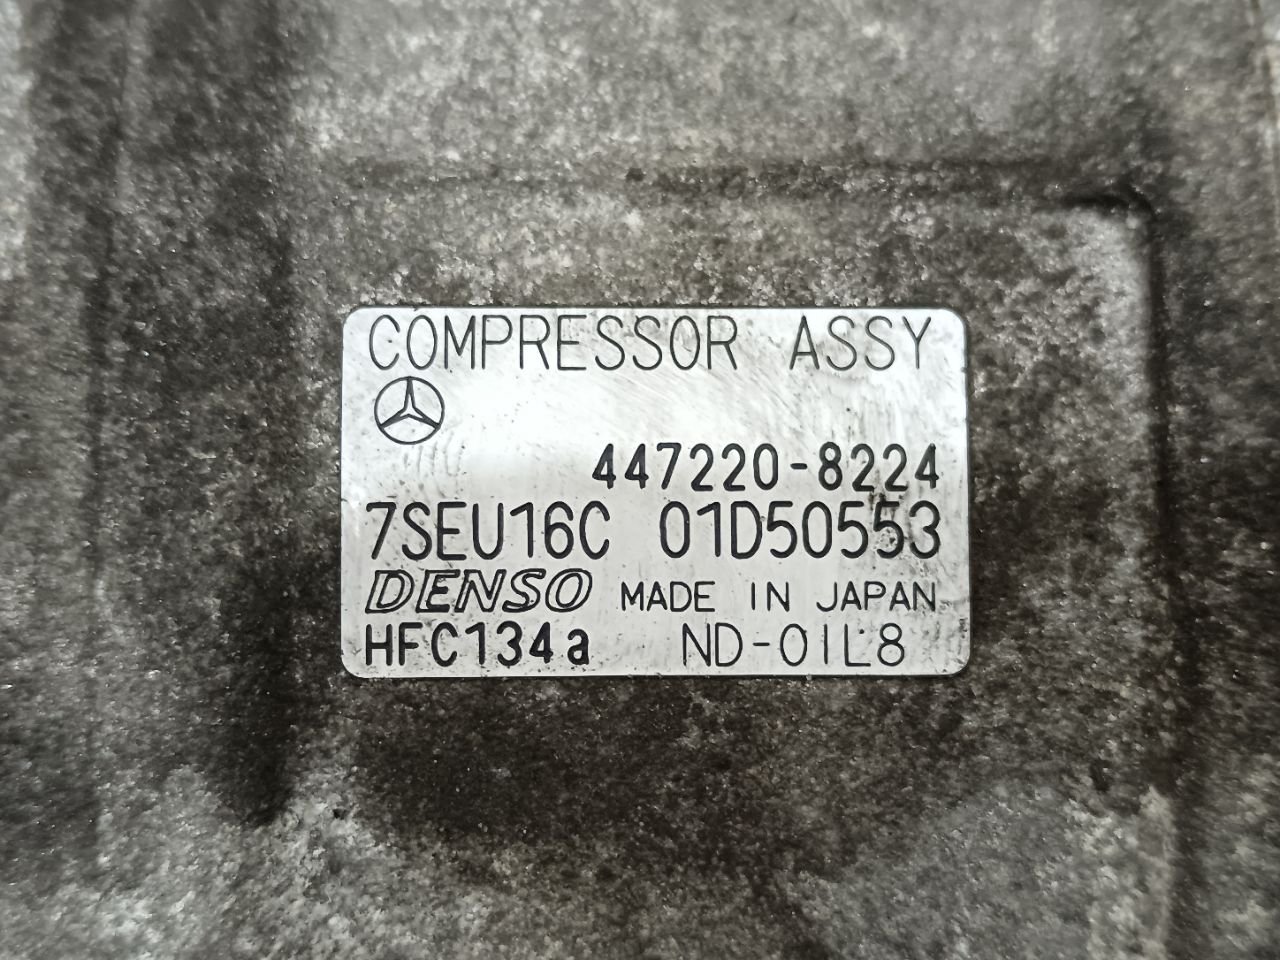 COMPRESSOR ASSY
447220-8224
7SEU16C 01D50553
DENSO MADE IN JAPAN
HFC134a ND-OIL8